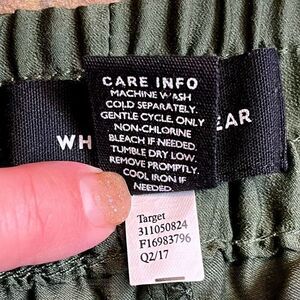 CARE INFO
MACHINE WASH
COLD SEPARATELY.
GENTLE CYCLE, ONLY
NON-CHLORINE
BLEACH IF NEEDED.
TUMBLE DRY LOW.
REMOVE PROMPTLY.
COOL IRON IF
NEEDED.
WH
EAR
Target
311050824
F16983796
Q2/17